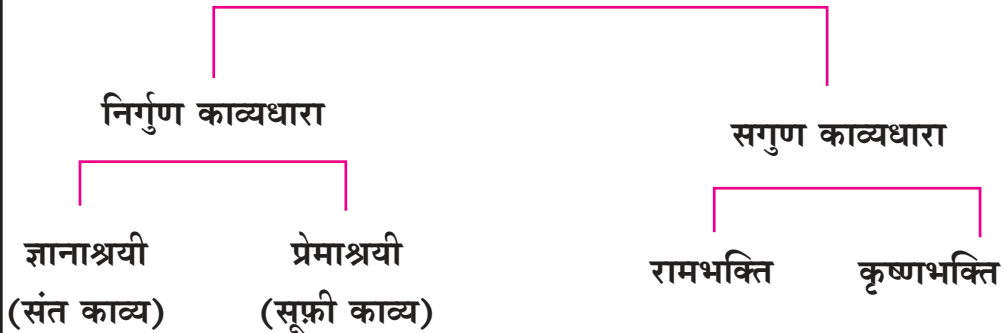 निर्गुण काव्यधारा
सगुण काव्यधारा
ज्ञानाश्रयी
(संत काव्य)
प्रेमाश्रयी
(सूफ़ी काव्य)
रामभक्ति
कृष्णभक्ति